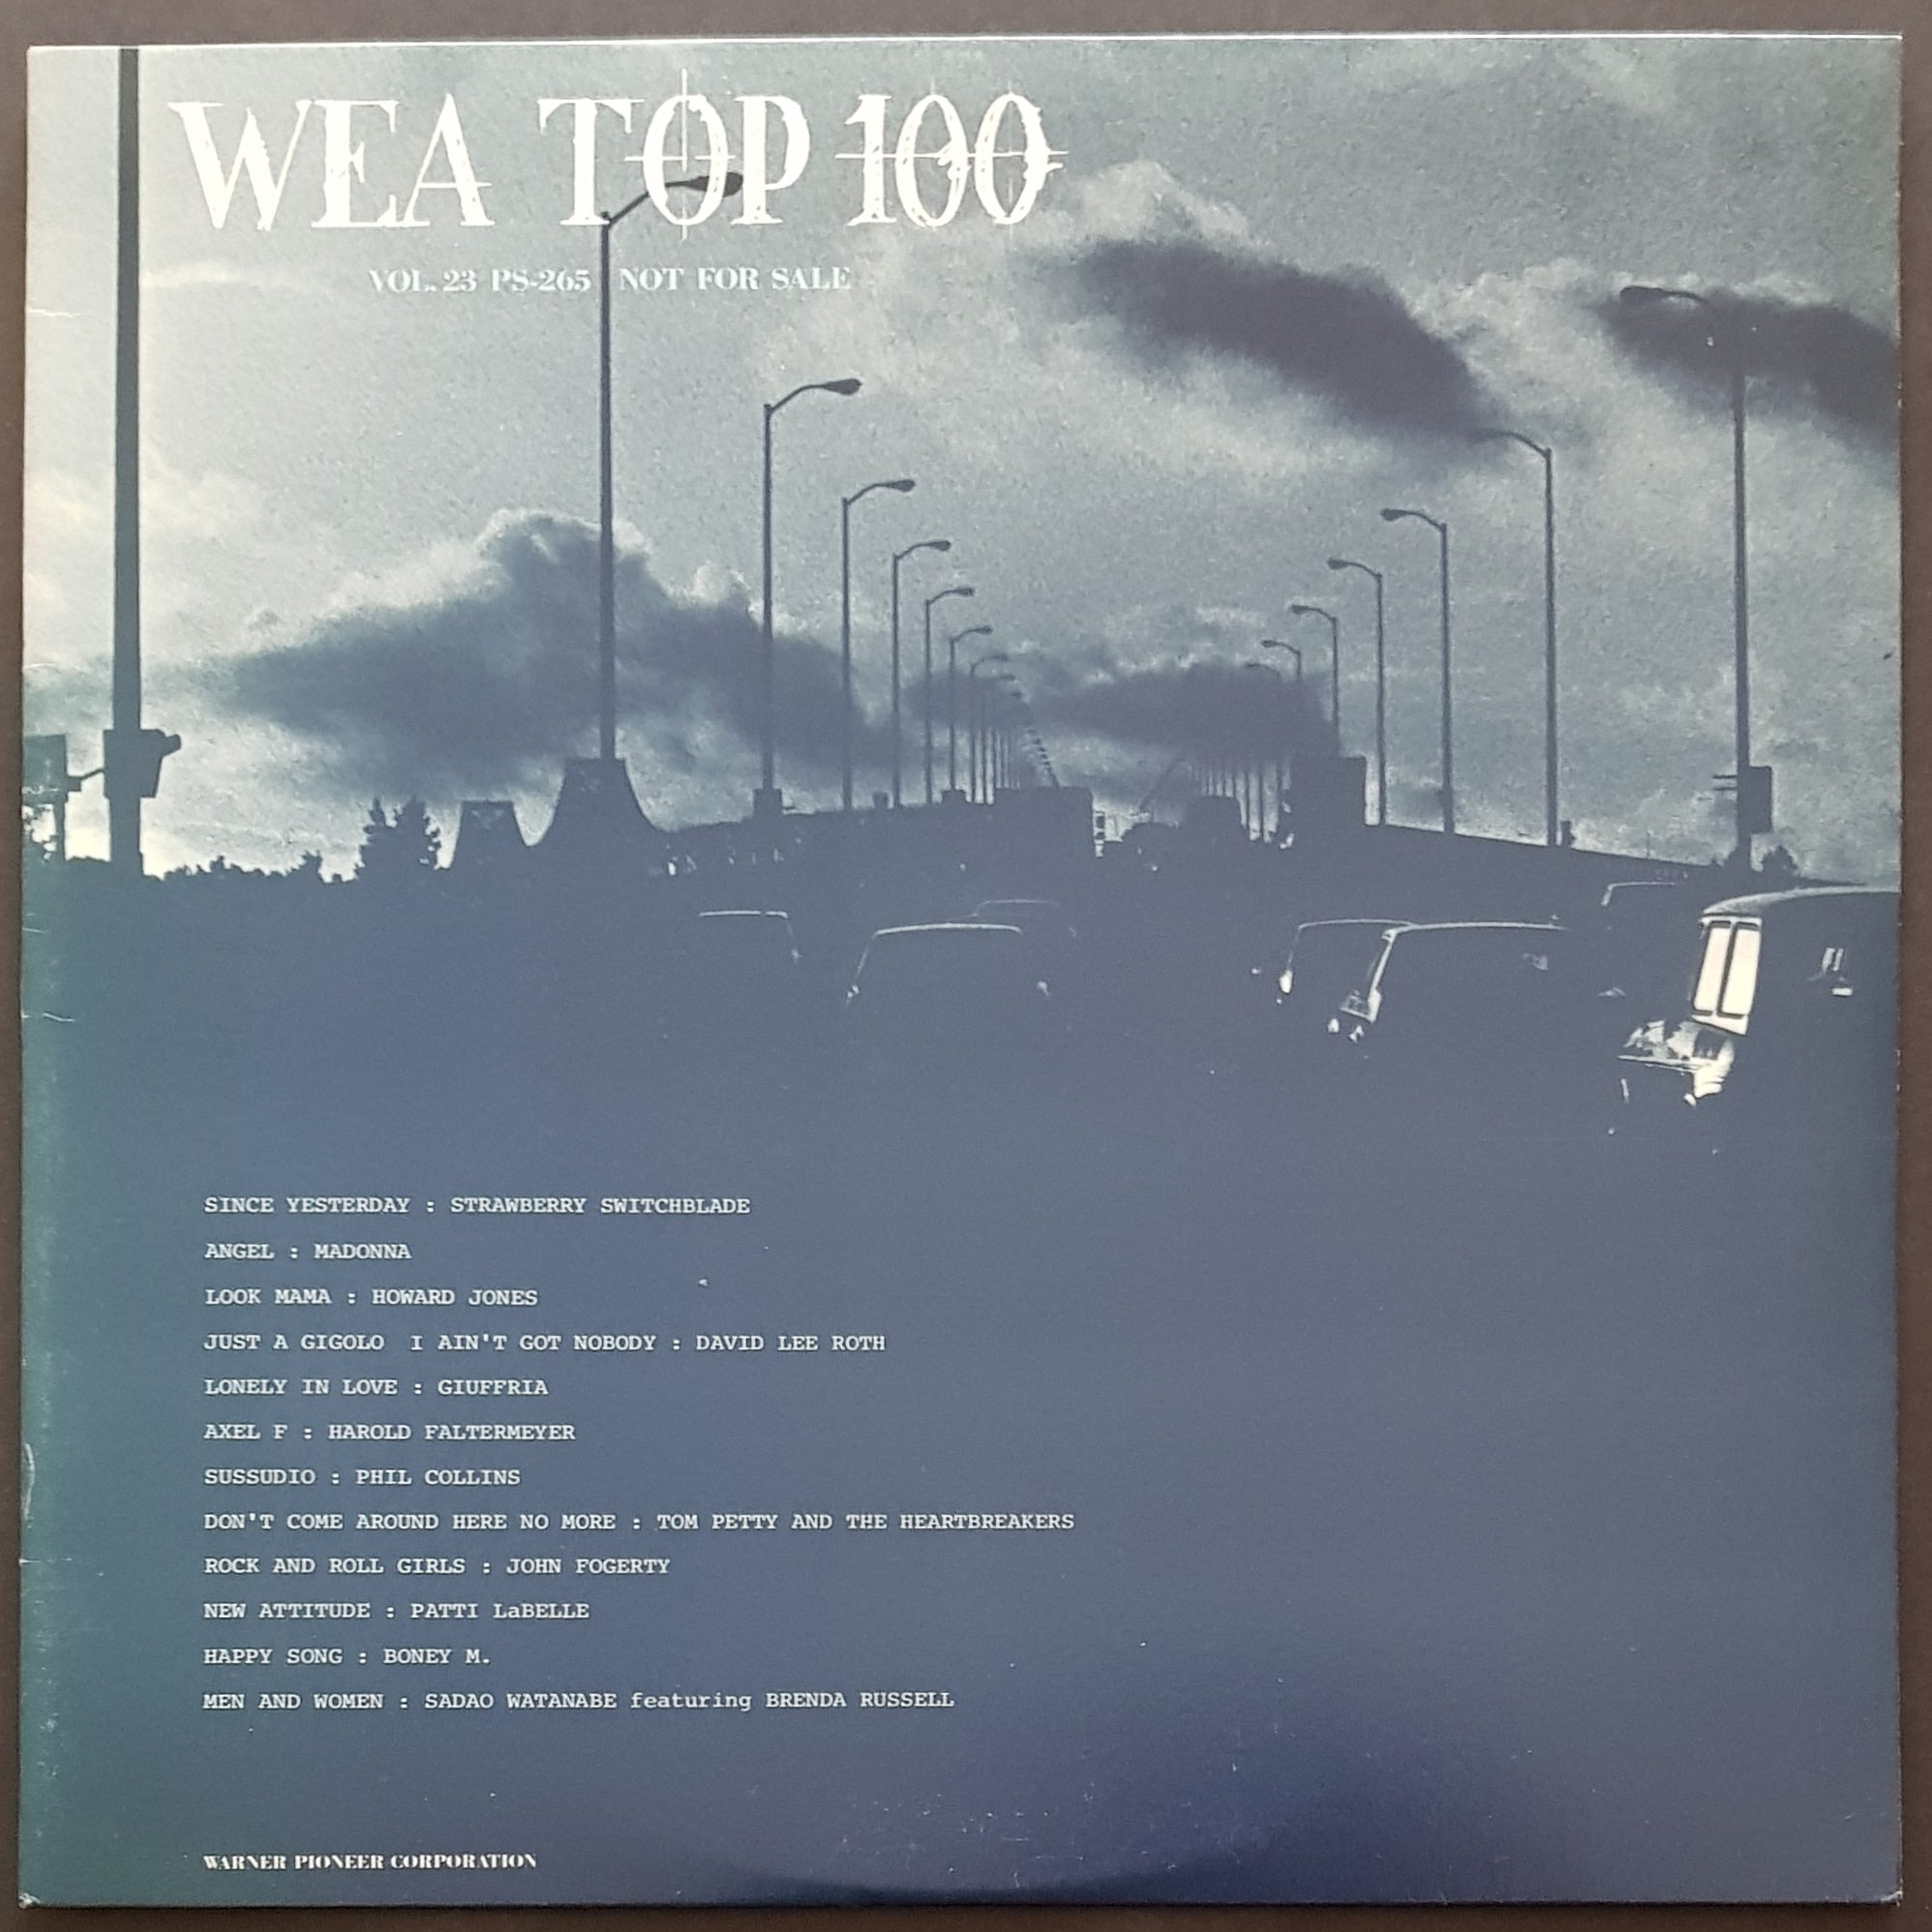 WEA TOP 100
VOL. 23 PS-265 NOT FOR SALE
SINCE YESTERDAY : STRAWBERRY SWITCHBLADE
ANGEL : MADONNA
LOOK MAMA : HOWARD JONES
JUST A GIGOLO I AIN'T GOT NOBODY : DAVID LEE ROTH
LONELY IN LOVE : GIUFFRIA
AXEL F : HAROLD FALTERMEYER
SUSSUDIO : PHIL COLLINS
DON'T COME AROUND HERE NO MORE : TOM PETTY AND THE HEARTBREAKERS
ROCK AND ROLL GIRLS : JOHN FOGERTY
NEW ATTITUDE : PATTI LaBELLE
HAPPY SONG : BONEY M.
MEN AND WOMEN : SADAO WATANABE featuring BRENDA RUSSELL
WARNER PIONEER CORPORATION